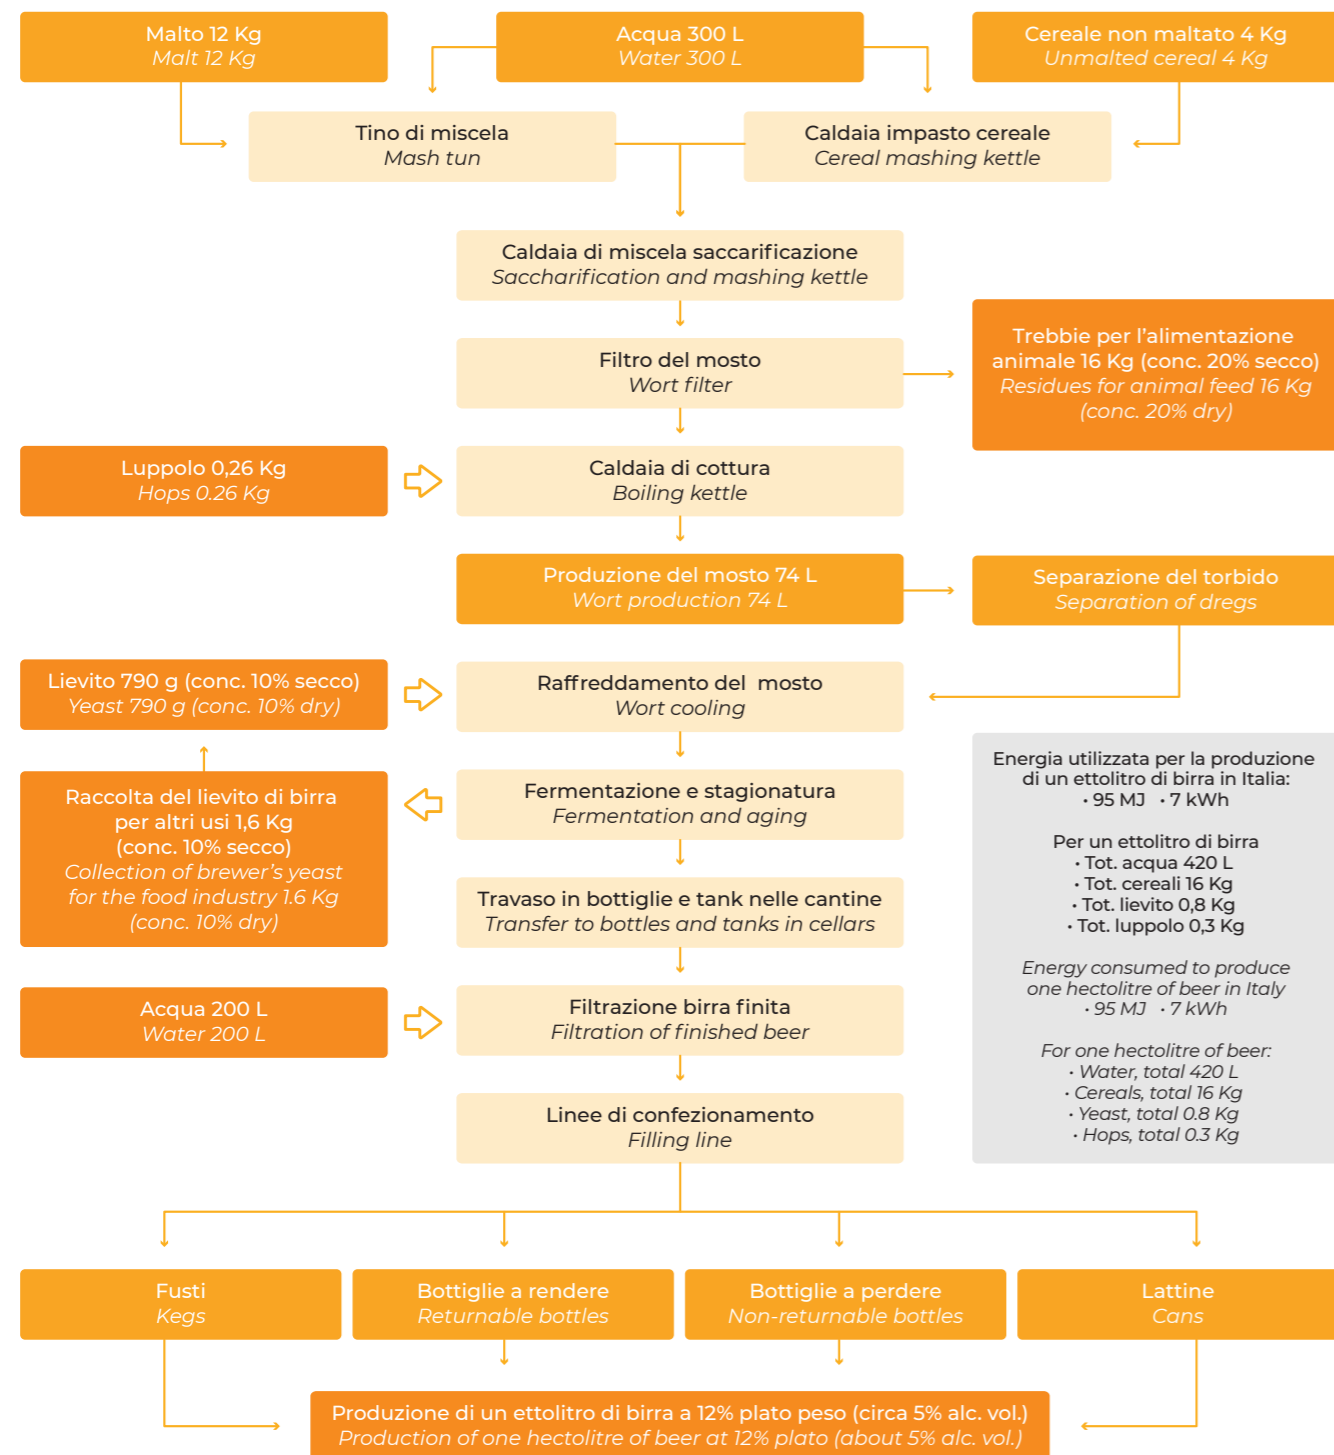 Malto 12 Kg
Malt 12 Kg
Acqua 300 L
Water 300 L
Cereale non maltato 4 Kg
Unmalted cereal 4 Kg
Tino di miscela
Mash tun
Caldaia impasto cereale
Cereal mashing kettle
Caldaia di miscela saccarificazione
Saccharification and mashing kettle
Filtro del mosto
Wort filter
Trebbie per l’alimentazione
animale 16 Kg (conc. 20% secco)
Residues for animal feed 16 Kg
(conc. 20% dry)
Luppolo 0,26 Kg
Hops 0.26 Kg
Caldaia di cottura
Boiling kettle
Produzione del mosto 74 L
Wort production 74 L
Separazione del torbido
Separation of dregs
Lievito 790 g (conc. 10% secco)
Yeast 790 g (conc. 10% dry)
Raffreddamento del mosto
Wort cooling
Raccolta del lievito di birra
per altri usi 1,6 Kg
(conc. 10% secco)
Collection of brewer’s yeast
for the food industry 1.6 Kg
(conc. 10% dry)
Fermentazione e stagionatura
Fermentation and aging
Travaso in bottiglie e tank nelle cantine
Transfer to bottles and tanks in cellars
Acqua 200 L
Water 200 L
Filtrazione birra finita
Filtration of finished beer
Linee di confezionamento
Filling line
Energia utilizzata per la produzione
di un ettolitro di birra in Italia:
• 95 MJ • 7 kWh
Per un ettolitro di birra
• Tot. acqua 420 L
• Tot. cereali 16 Kg
• Tot. lievito 0,8 Kg
• Tot. luppolo 0,3 Kg
Energy consumed to produce
one hectolitre of beer in Italy
• 95 MJ • 7 kWh
For one hectolitre of beer:
• Water, total 420 L
• Cereals, total 16 Kg
• Yeast, total 0.8 Kg
• Hops, total 0.3 Kg
Fusti
Kegs
Bottiglie a rendere
Returnable bottles
Bottiglie a perdere
Non-returnable bottles
Lattine
Cans
Produzione di un ettolitro di birra a 12% plato peso (circa 5% alc. vol.)
Production of one hectolitre of beer at 12% plato (about 5% alc. vol.)